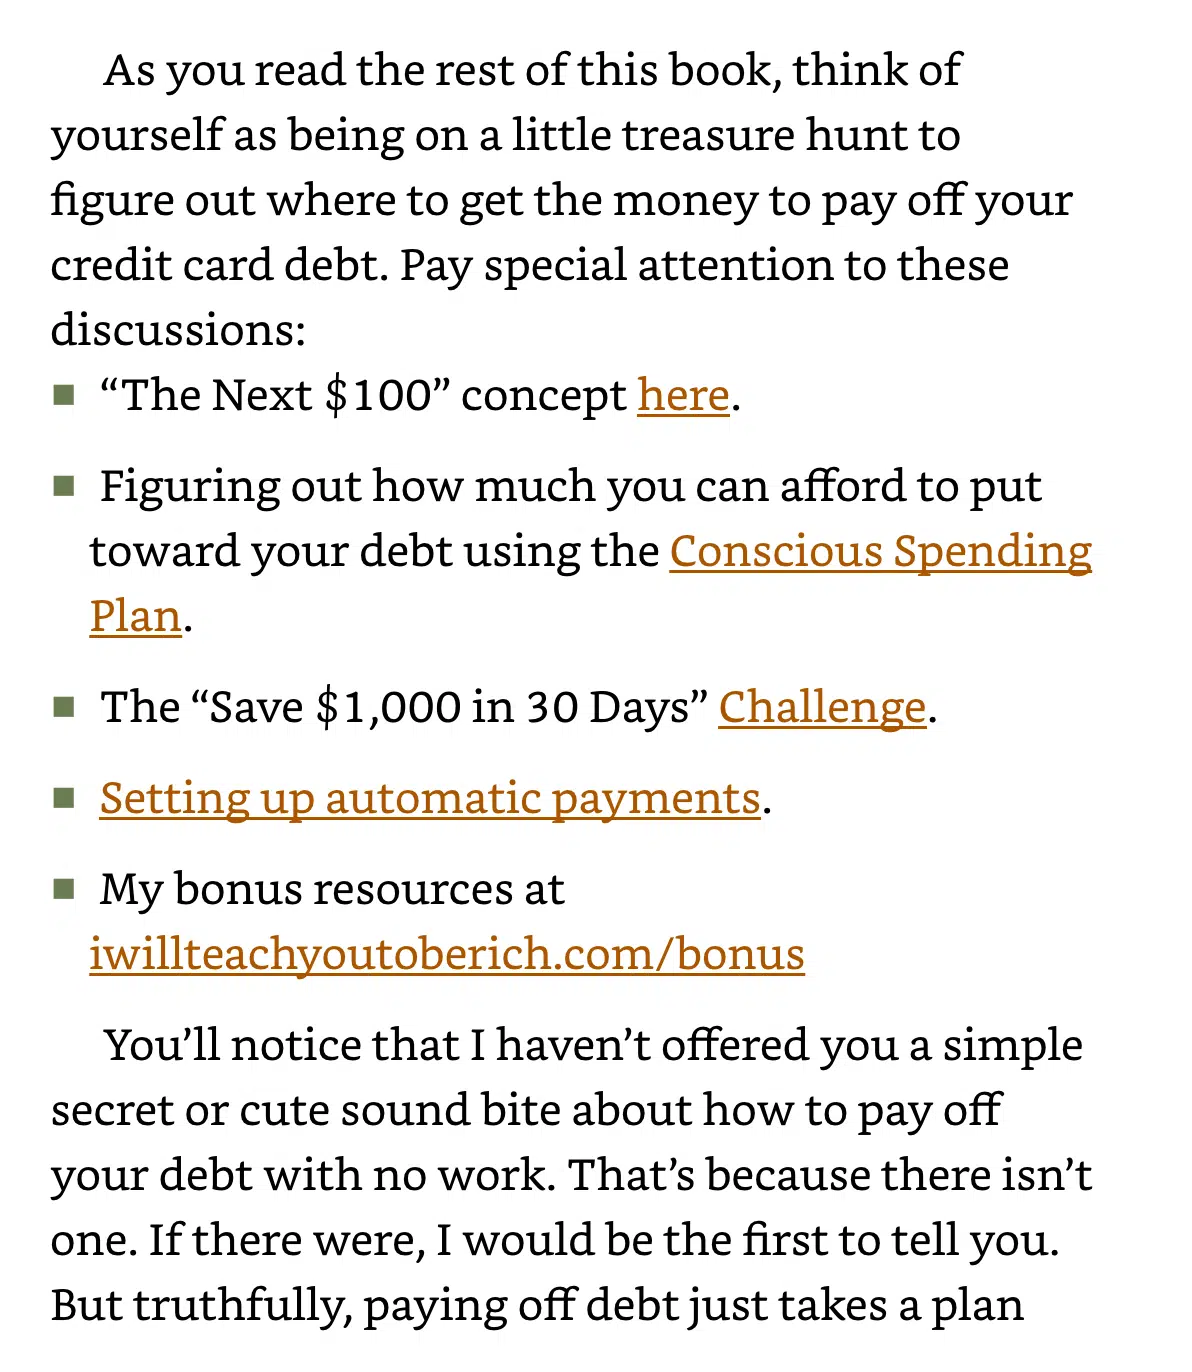 As you read the rest of this book, think of
yourself as being on a little treasure hunt to
figure out where to get the money to pay off your
credit card debt. Pay special attention to these
discussions:
■ “The Next $100” concept here.
■ Figuring out how much you can afford to put
toward your debt using the Conscious Spending
Plan.
■ The “Save $1,000 in 30 Days” Challenge.
■ Setting up automatic payments.
■ My bonus resources at
iwillteachyoutoberich.com/bonus
You’ll notice that I haven’t offered you a simple
secret or cute sound bite about how to pay off
your debt with no work. That’s because there isn’t
one. If there were, I would be the first to tell you.
But truthfully, paying off debt just takes a plan